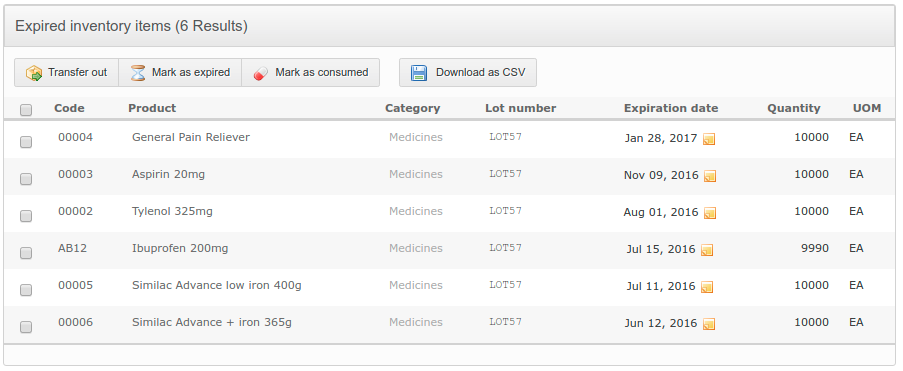 Expired inventory items (6 Results)
Transfer out Mark as expired Mark as consumed Download as CSV
Code Product Category Lot number Expiration date Quantity UOM
00004 General Pain Reliever Medicines LOT57 Jan 28, 2017 10000 EA
00003 Aspirin 20mg Medicines LOT57 Nov 09, 2016 10000 EA
00002 Tylenol 325mg Medicines LOT57 Aug 01, 2016 10000 EA
AB12 Ibuprofen 200mg Medicines LOT57 Jul 15, 2016 9990 EA
00005 Similac Advance low iron 400g Medicines LOT57 Jul 11, 2016 10000 EA
00006 Similac Advance + iron 365g Medicines LOT57 Jun 12, 2016 10000 EA